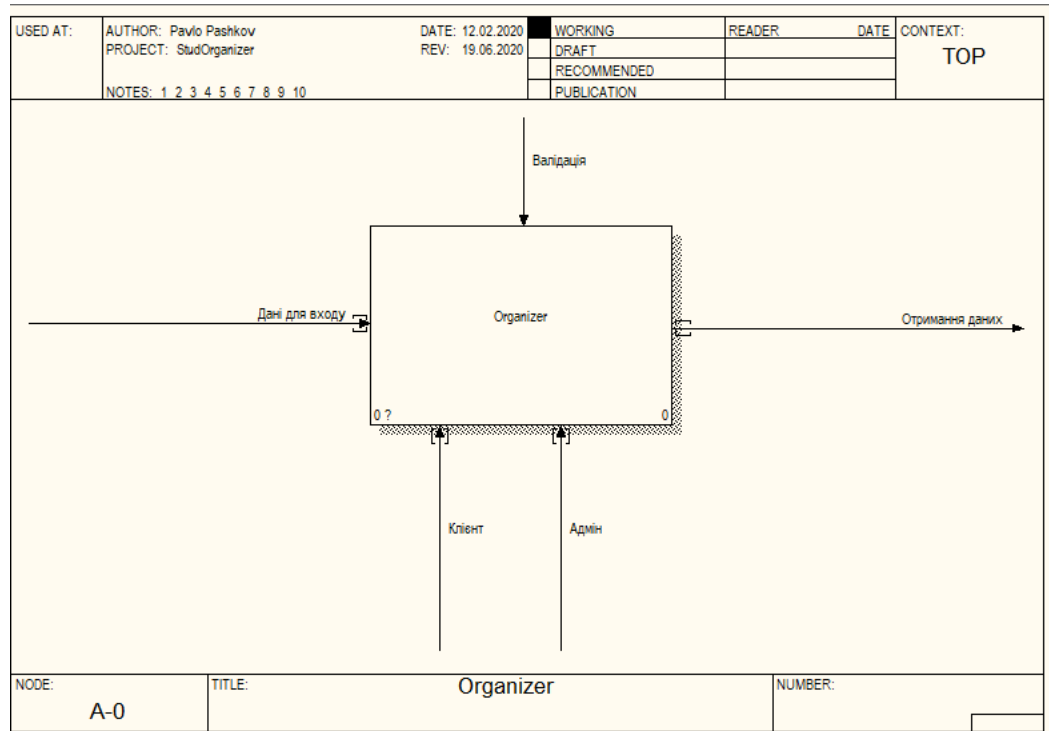 USED AT:
AUTHOR: Pavlo Pashkov
DATE: 12.02.2020
PROJECT: StudOrganizer
REV: 19.06.2020
NOTES: 1 2 3 4 5 6 7 8 9 10
WORKING
DRAFT
RECOMMENDED
PUBLICATION
READER
DATE
CONTEXT:
TOP
Валідація
Дані для входу
Organizer
Отримання даних
0 ?
0
Клієнт
Адмін
NODE:
A-0
TITLE:
Organizer
NUMBER: